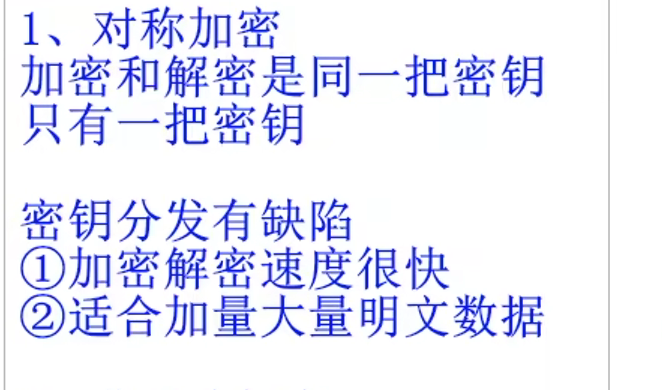 1、对称加密
加密和解密是同一把密钥
只有一把密钥
密钥分发有缺陷
①加密解密速度很快
②适合加量大量明文数据